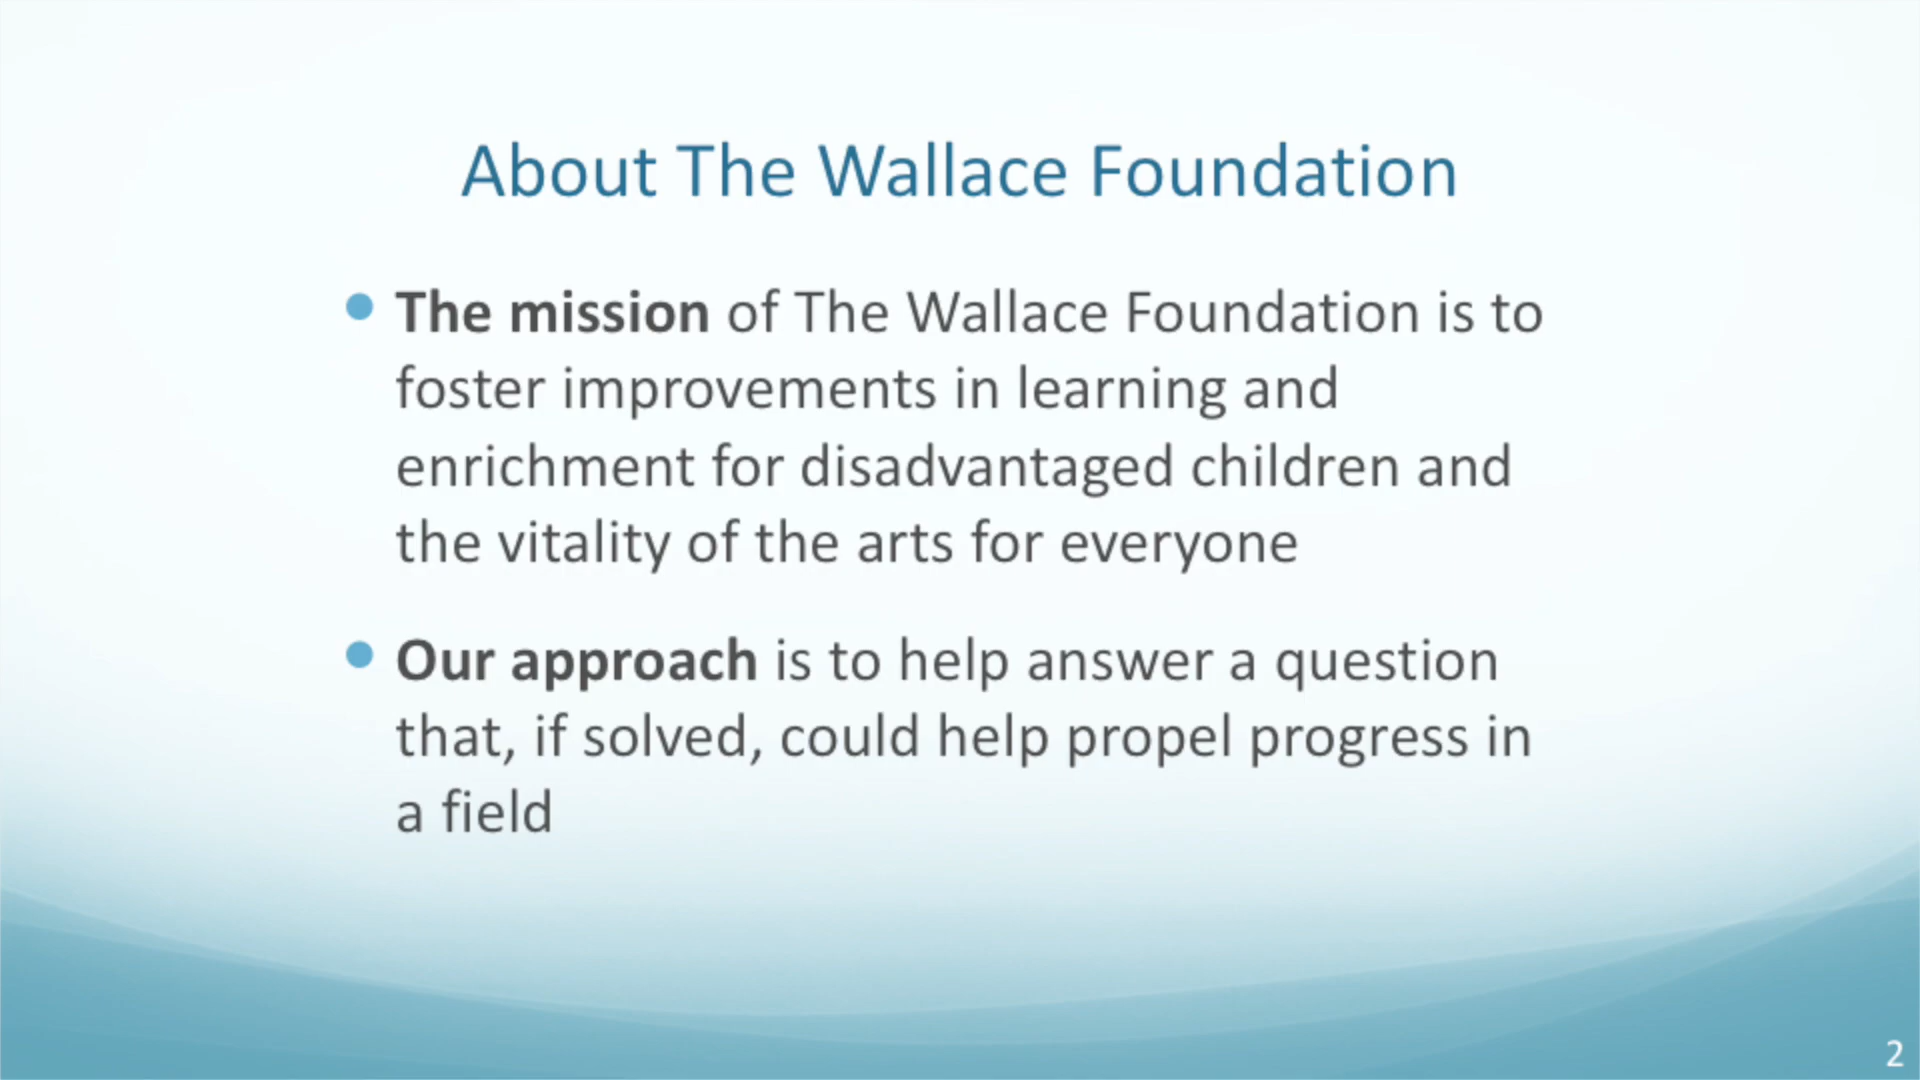 About The Wallace Foundation
• The mission of The Wallace Foundation is to
foster improvements in learning and
enrichment for disadvantaged children and
the vitality of the arts for everyone
• Our approach is to help answer a question
that, if solved, could help propel progress in
a field
2